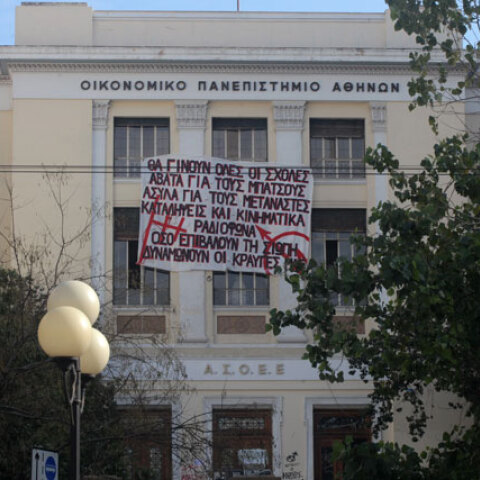 ΟΙΚΟΝΟΜΙΚΟ ΠΑΝΕΠΙΣΤΗΜΙΟ ΑΘΗΝΩΝ
ΘΑ ΓΙΝΟΥΝ ΟΛΕΣ ΟΙ ΣΧΟΛΕΣ
ΑΒΑΤΑ ΓΙΑ ΤΟΥΣ ΜΠΑΤΣΟΥΣ
ΑΣΥΛΑ ΓΙΑ ΤΟΥΣ ΜΕΤΑΝΑΣΤΕΣ
ΚΑΤΑΛΗΨΕΙΣ ΚΑΙ ΚΙΝΗΜΑΤΙΚΑ
ΡΑΔΙΟΦΩΝΑ
ΟΣΟ ΕΠΙΒΑΛΟΥΝ ΤΗ ΣΙΩΠΗ
ΔΥΝΑΜΩΝΟΥΝ ΟΙ ΚΡΑΥΓΕΣ
Α.Σ.Ο.Ε.Ε